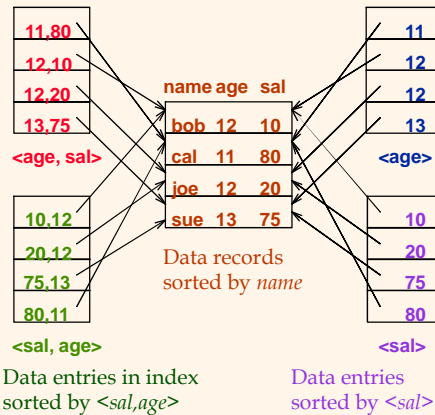 11,80
12,10
12,20
13,75
<age, sal>
10,12
20,12
75,13
80,11
<sal, age>
Data entries in index
sorted by <sal,age>
name age sal
bob 12 10
cal 11 80
joe 12 20
sue 13 75
Data records
sorted by name
11
12
12
13
<age>
10
20
75
80
<sal>
Data entries
sorted by <sal>